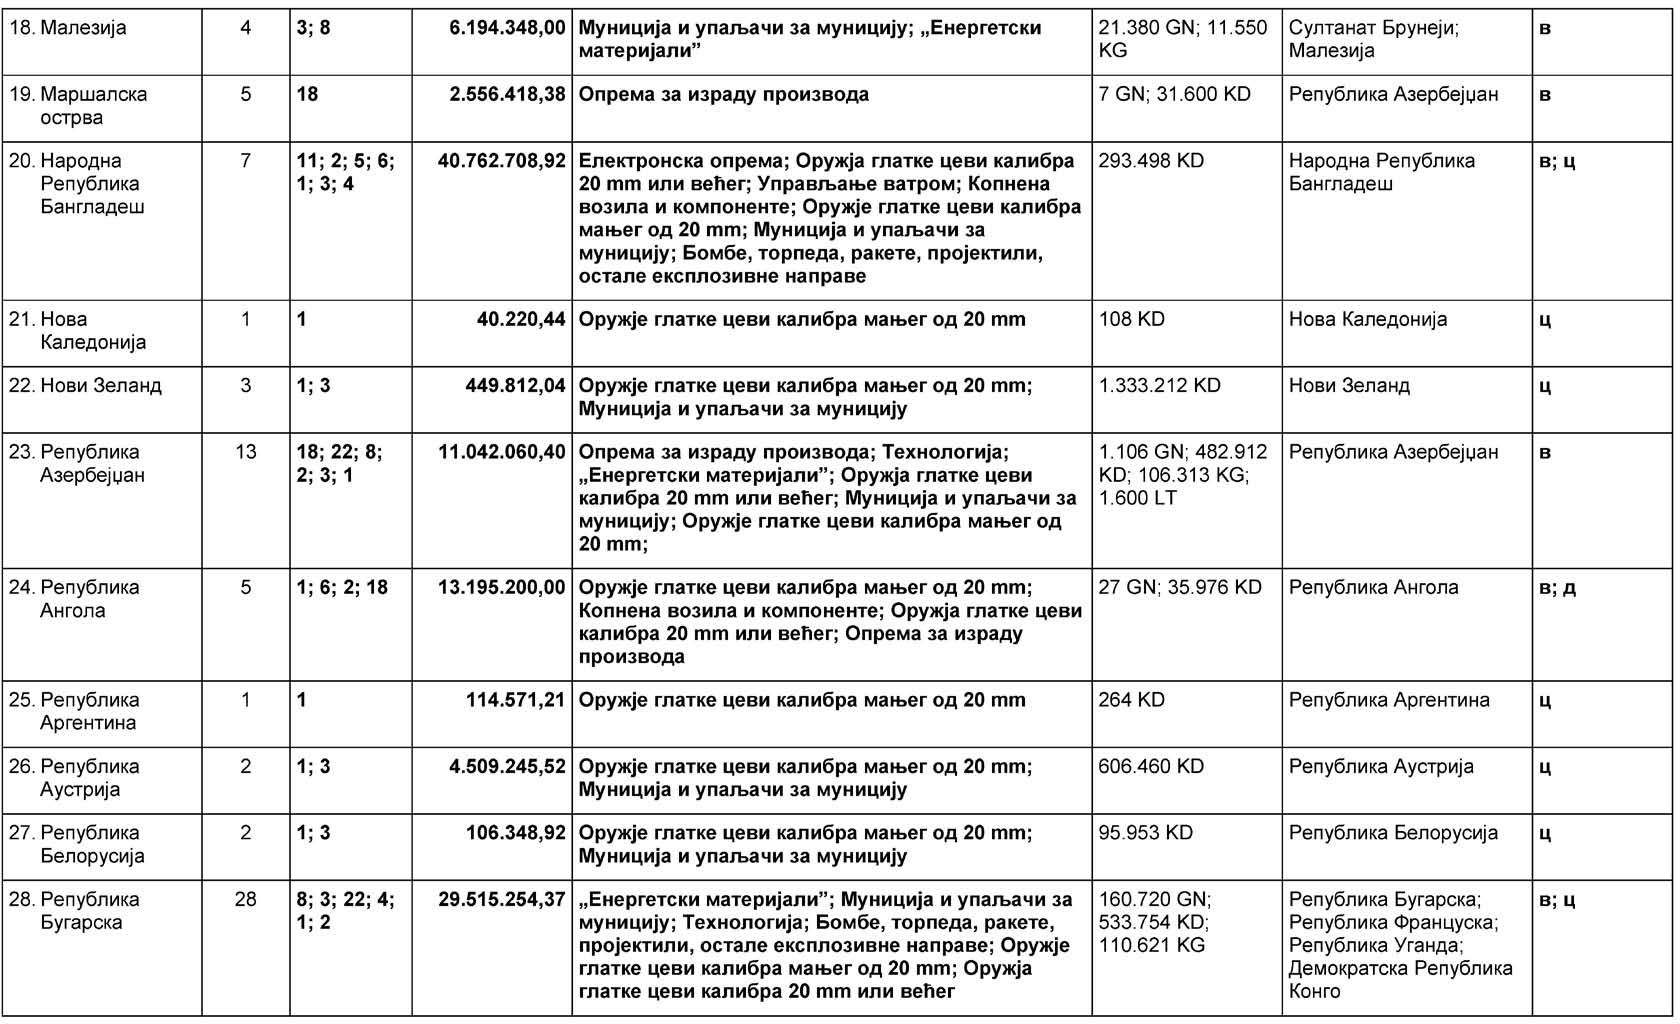 18. Малезија 4 3; 8 6.194.348,00 Муниција и упаљачи за муницију; „Енергетски 21.380 GN; 11.550 Султанат Брунеји; в
материјали” KG Малезија
19. Маршалска 5 18 2.556.418,38 Опрема за израду производа 7 GN; 31.600 KD Република Азербејџан в
острва
20. Народна 7 11; 2; 5; 6; 40.762.708,92 Електронска опрема; Оружја глатке цеви калибра 293.498 KD Народна Република в; ц
Република 1; 3; 4 20 mm или већег; Управљање ватром; Копнена Бангладеш
Бангладеш возила и компоненте; Оружје глатке цеви калибра
мањег од 20 mm; Муниција и упаљачи за
муницију; Бомбе, торпеда, ракете, пројектили,
остале експлозивне направе
21. Нова 1 1 40.220,44 Оружје глатке цеви калибра мањег од 20 mm 108 KD Нова Каледонија ц
Каледонија
22. Нови Зеланд 3 1; 3 449.812,04 Оружје глатке цеви калибра мањег од 20 mm; 1.333.212 KD Нови Зеланд ц
Муниција и упаљачи за муницију
23. Република 13 18; 22; 8; 11.042.060,40 Опрема за израду производа; Технологија; 1.106 GN; 482.912 Република Азербејџан в
Азербејџан 2; 3; 1 „Енергетски материјали”; Оружја глатке цеви KD; 106.313 KG;
калибра 20 mm или већег; Муниција и упаљачи за 1.600 LT
муницију; Оружје глатке цеви калибра мањег од
20 mm;
24. Република 5 1; 6; 2; 18 13.195.200,00 Оружје глатке цеви калибра мањег од 20 mm; 27 GN; 35.976 KD Република Ангола в; д
Ангола Копнена возила и компоненте; Оружја глатке цеви
калибра 20 mm или већег; Опрема за израду
производа
25. Република 1 1 114.571,21 Оружје глатке цеви калибра мањег од 20 mm 264 KD Република Аргентина ц
Аргентина
26. Република 2 1; 3 4.509.245,52 Оружје глатке цеви калибра мањег од 20 mm; 606.460 KD Република Аустрија ц
Аустрија Муниција и упаљачи за муницију
27. Република 2 1; 3 106.348,92 Оружје глатке цеви калибра мањег од 20 mm; 95.953 KD Република Белорусија ц
Белорусија Муниција и упаљачи за муницију
28. Република 28 8; 3; 22; 4; 29.515.254,37 „Енергетски материјали”; Муниција и упаљачи за 160.720 GN; Република Бугарска; в; ц
Бугарска 1; 2 муницију; Технологија; Бомбе, торпеда, ракете, 533.754 KD; Република Француска;
пројектили, остале експлозивне направе; Оружје 110.621 KG Република Уганда;
глатке цеви калибра мањег од 20 mm; Оружја Демократска Република
глатке цеви калибра 20 mm или већег Конго